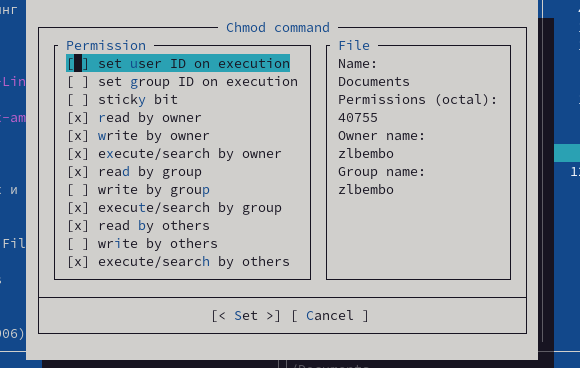 нг
Chmod command
Permission
[ ] set user ID on execution
[ ] set group ID on execution
[ ] sticky bit
[x] read by owner
[x] write by owner
[x] execute/search by owner
[x] read by group
[ ] write by group
[x] execute/search by group
[x] read by others
[ ] write by others
[x] execute/search by others
File
Name:
Documents
Permissions (octal):
40755
Owner name:
zlbembo
Group name:
zlbembo
[< Set >] [ Cancel ]
-Lin
t-am
и
Fil
006)
/Documents